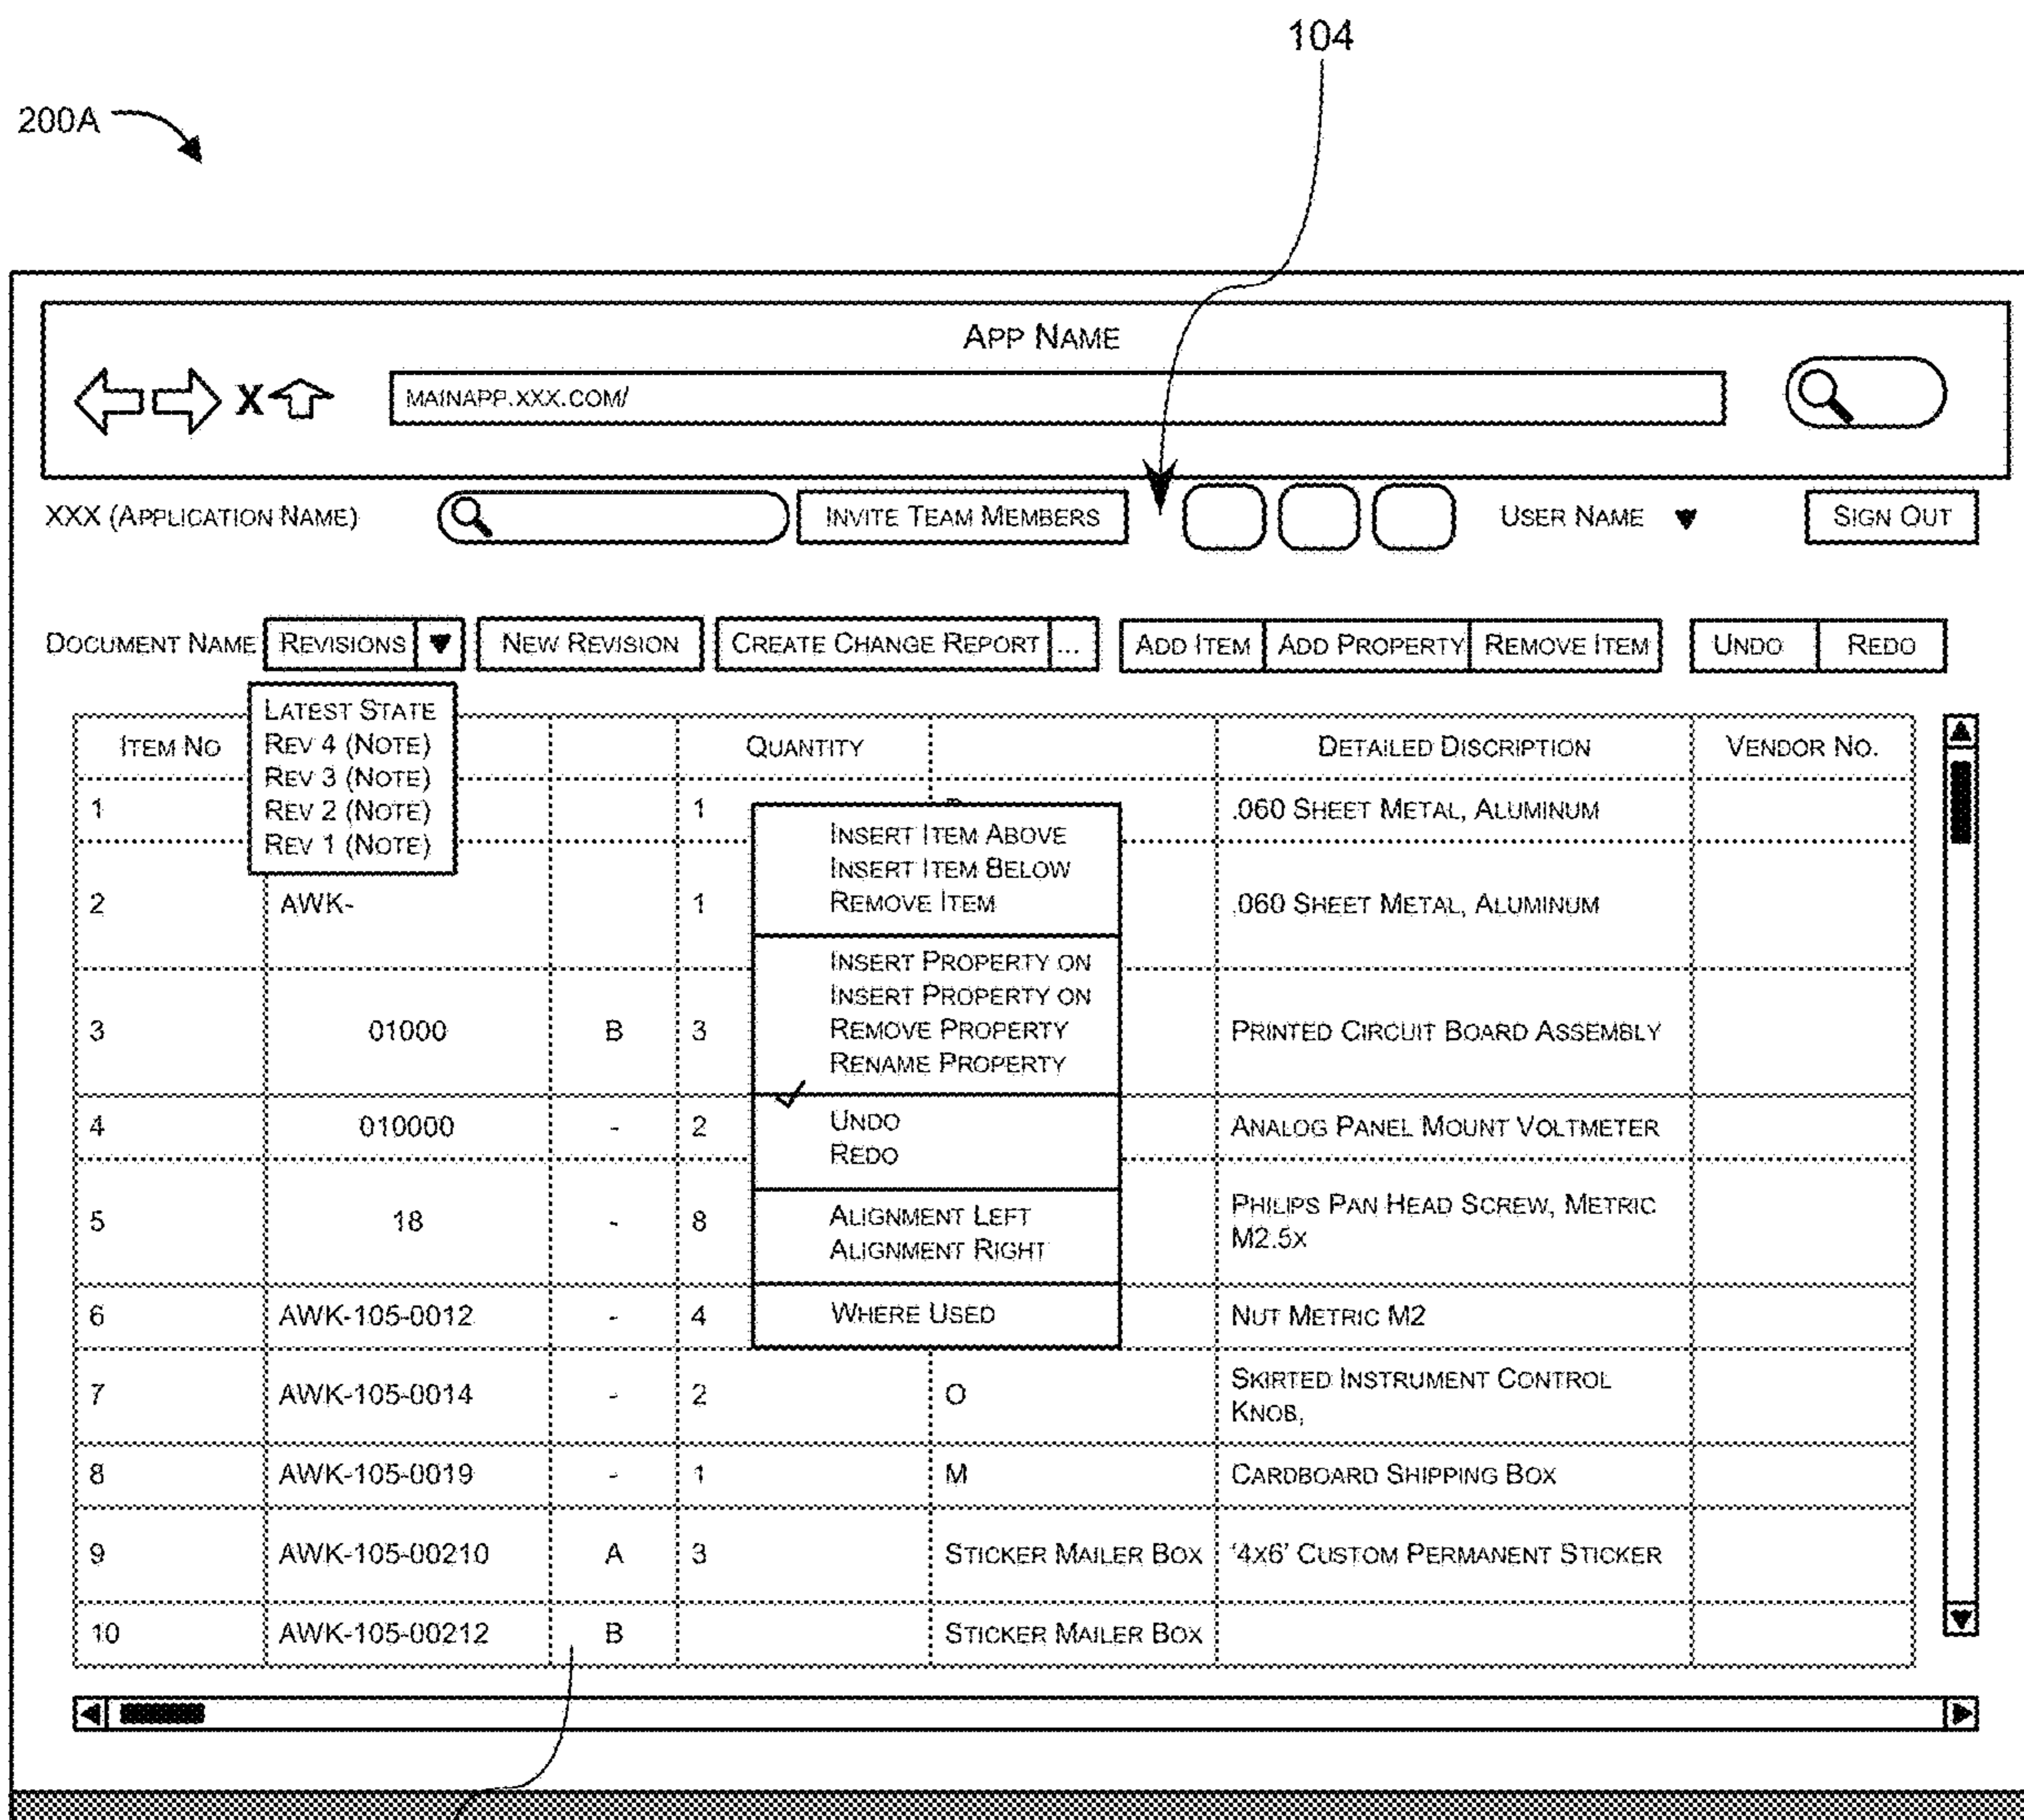 104
200A
APP NAME
X
MAINAPP.XXX.COM/
XXX (APPLICATION NAME) INVITE TEAM MEMBERS USER NAME SIGN OUT
DOCUMENT NAME REVISIONS NEW REVISION CREATE CHANGE REPORT ... ADD ITEM ADD PROPERTY REMOVE ITEM UNDO REDO
LATEST STATE
REV 4 (NOTE)
REV 3 (NOTE)
REV 2 (NOTE)
REV 1 (NOTE)
ITEM NO QUANTITY DETAILED DISCRIPTION VENDOR NO.
1 1 .060 SHEET METAL, ALUMINUM
INSERT ITEM ABOVE
INSERT ITEM BELOW
REMOVE ITEM
INSERT PROPERTY ON
INSERT PROPERTY ON
REMOVE PROPERTY
RENAME PROPERTY
UNDO
REDO
ALIGNMENT LEFT
ALIGNMENT RIGHT
WHERE USED
2 AWK- 1 .060 SHEET METAL, ALUMINUM
3 01000 B 3 PRINTED CIRCUIT BOARD ASSEMBLY
4 010000 - 2 ANALOG PANEL MOUNT VOLTMETER
5 18 - 8 PHILIPS PAN HEAD SCREW, METRIC
M2.5X
6 AWK-105-0012 - 4 NUT METRIC M2
7 AWK-105-0014 - 2 O SKIRTED INSTRUMENT CONTROL
KNOB,
8 AWK-105-0019 - 1 M CARDBOARD SHIPPING BOX
9 AWK-105-00210 A 3 STICKER MAILER BOX '4X6' CUSTOM PERMANENT STICKER
10 AWK-105-00212 B STICKER MAILER BOX